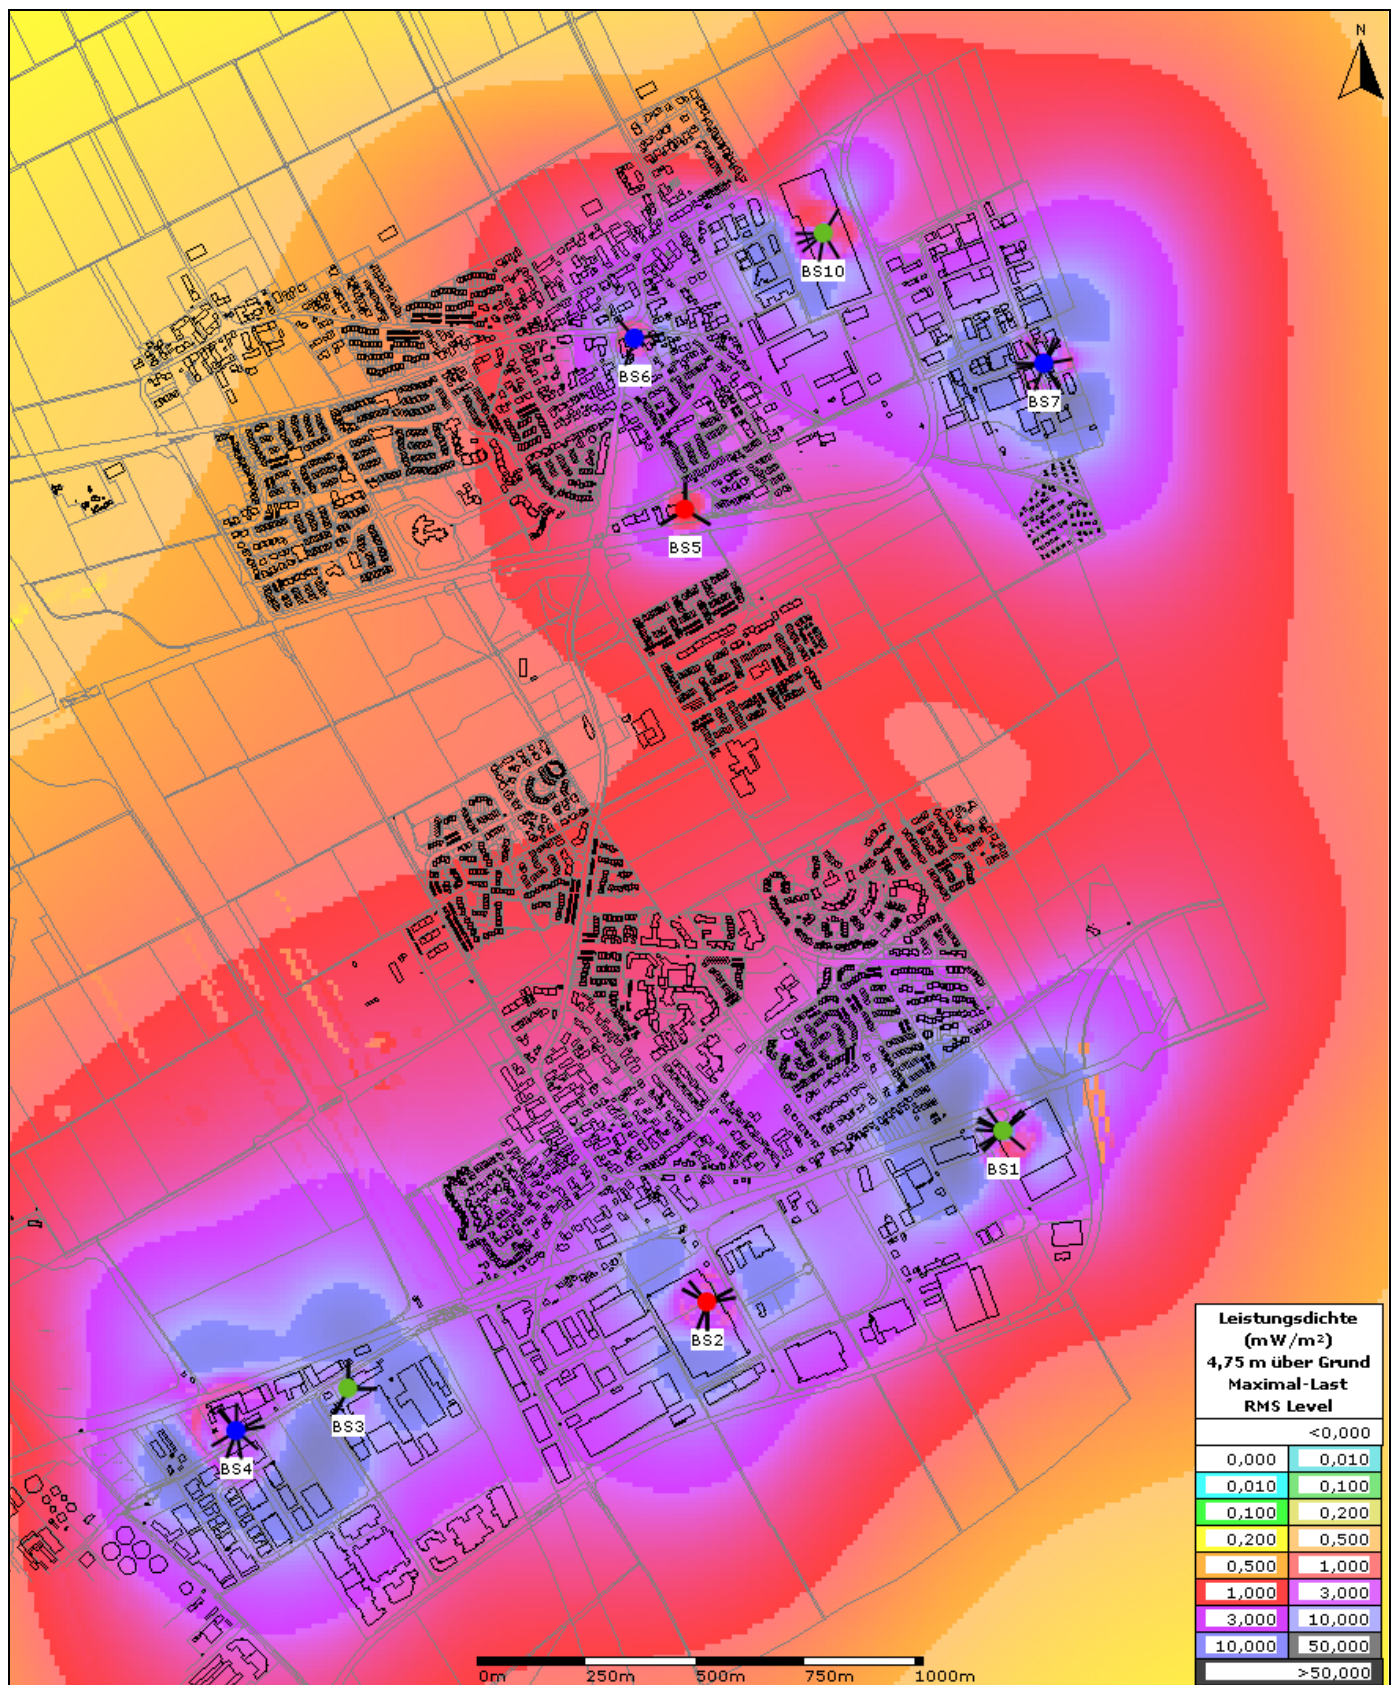 N
BS10
BS6
BS7
BS5
BS1
BS2
BS3
BS4
Leistungsdichte
(mW/m²)
4,75 m über Grund
Maximal-Last
RMS Level
<0,000
0,000 0,010
0,010 0,100
0,100 0,200
0,200 0,500
0,500 1,000
1,000 3,000
3,000 10,000
10,000 50,000
>50,000
0m 250m 500m 750m 1000m